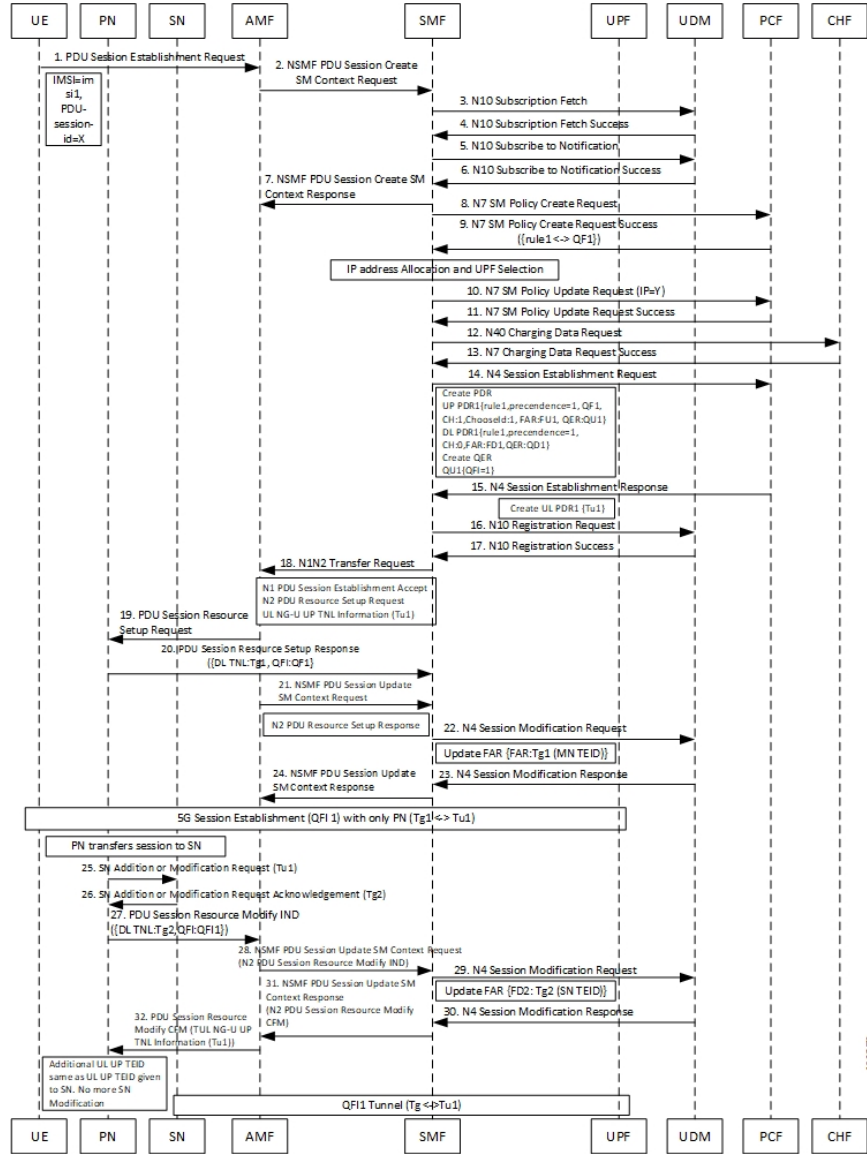 UE PN SN AMF SMF UPF UDM PCF CHF
1. PDU Session Establishment Request
IMSI=im
si1,
PDU-
session-
id=X
2. NSMF PDU Session Create
SM Context Request
3. N10 Subscription Fetch
4. N10 Subscription Fetch Success
5. N10 Subscribe to Notification
6. N10 Subscribe to Notification Success
7. NSMF PDU Session Create SM
Context Response
8. N7 SM Policy Create Request
9. N7 SM Policy Create Request Success
({rule1 <-> QF1})
IP address Allocation and UPF Selection
10. N7 SM Policy Update Request (IP=Y)
11. N7 SM Policy Update Request Success
12. N40 Charging Data Request
13. N7 Charging Data Request Success
14. N4 Session Establishment Request
Create PDR
UP PDR1{rule1,precendence=1, QF1,
CH:1,ChooseId:1, FAR:FU1, QER:QU1}
DL PDR1{rule1,precedence=1,
CH:0,FAR:FD1,QER:QD1}
Create QER
QU1{QFI=1}
15. N4 Session Establishment Response
Create UL PDR1 {Tu1}
16. N10 Registration Request
17. N10 Registration Success
18. N1N2 Transfer Request
N1 PDU Session Establishment Accept
N2 PDU Resource Setup Request
UL NG-U UP TNL Information (Tu1)
19. PDU Session Resource
Setup Request
20. PDU Session Resource Setup Response
({DL TNL:Tg1, QFI:QF1}
21. NSMF PDU Session Update
SM Context Request
N2 PDU Resource Setup Response
22. N4 Session Modification Request
Update FAR {FAR:Tg1 (MN TEID)}
23. N4 Session Modification Response
24. NSMF PDU Session Update
SM Context Response
5G Session Establishment (QFI 1) with only PN (Tg1 <-> Tu1)
PN transfers session to SN
25. SN Addition or Modification Request (Tu1)
26. SN Addition or Modification Request Acknowledgement (Tg2)
27. PDU Session Resource Modify IND
({DL TNL:Tg2,QFI:QFI1})
28. NSMF PDU Session Update SM Context Request
(N2 PDU Session Resource Modify IND)
29. N4 Session Modification Request
Update FAR {FD2: Tg2 (SN TEID)}
30. N4 Session Modification Response
31. NSMF PDU Session Update SM
Context Response
(N2 PDU Session Resource Modify
CFM)
32. PDU Session Resource
Modify CFM (TUL NG-U UP
TNL Information (Tu1))
Additional UL UP TEID
same as UL UP TEID given
to SN. No more SN
Modification
QFI1 Tunnel (Tg <->Tu1)
UE PN SN AMF SMF UPF UDM PCF CHF